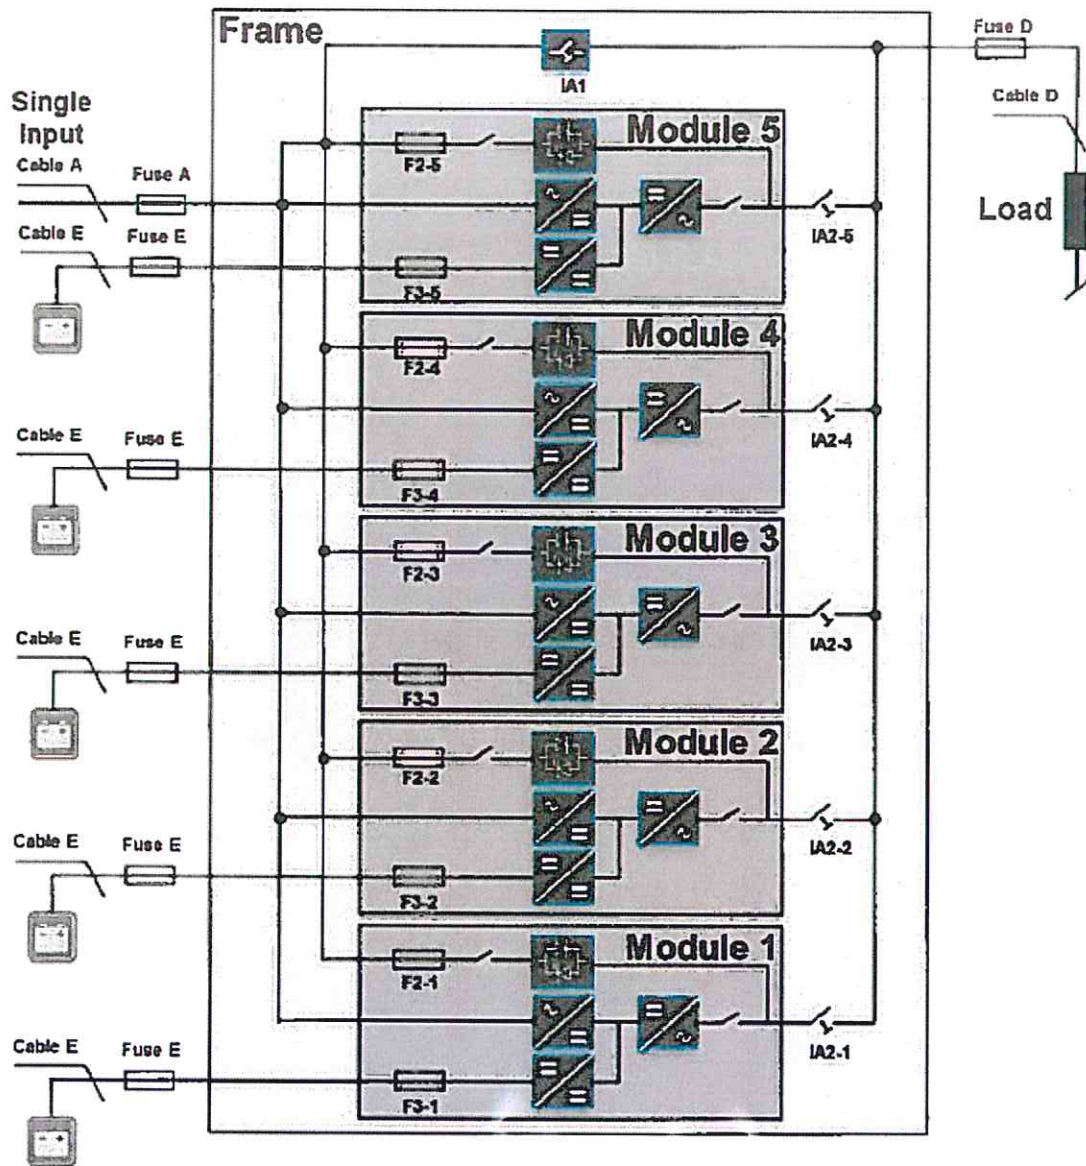 Frame
Fuse D
IA1
Cable D
Single
Input
Module 5
Cable A
Fuse A
F2-5
Load
Cable E
Fuse E
IA2-5
F3-5
Module 4
F2-4
Cable E
Fuse E
IA2-4
F3-4
Module 3
F2-3
Cable E
Fuse E
IA2-3
F3-3
Module 2
F2-2
Cable E
Fuse E
IA2-2
F3-2
Module 1
F2-1
Cable E
Fuse E
IA2-1
F3-1